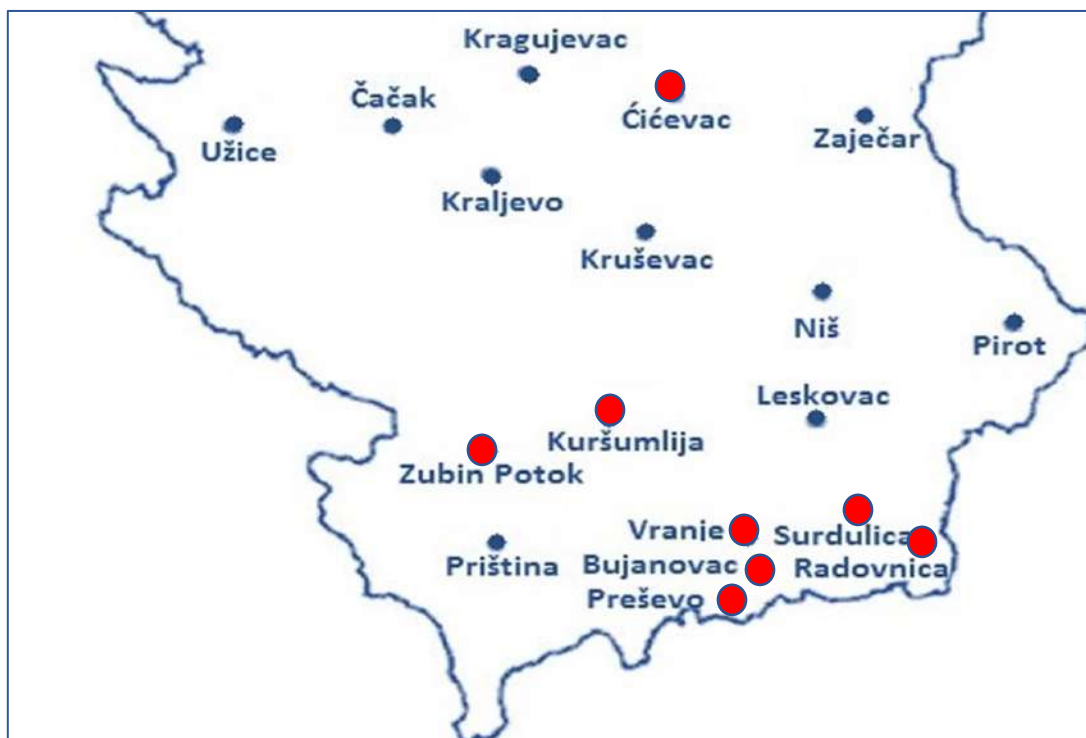 Kragujevac
Čačak
Ćićevac
Užice
Zaječar
Kraljevo
Kruševac
Niš
Pirot
Leskovac
Kuršumlija
Zubin Potok
Vranje
Surdulica
Priština
Bujanovac
Radovnica
Preševo